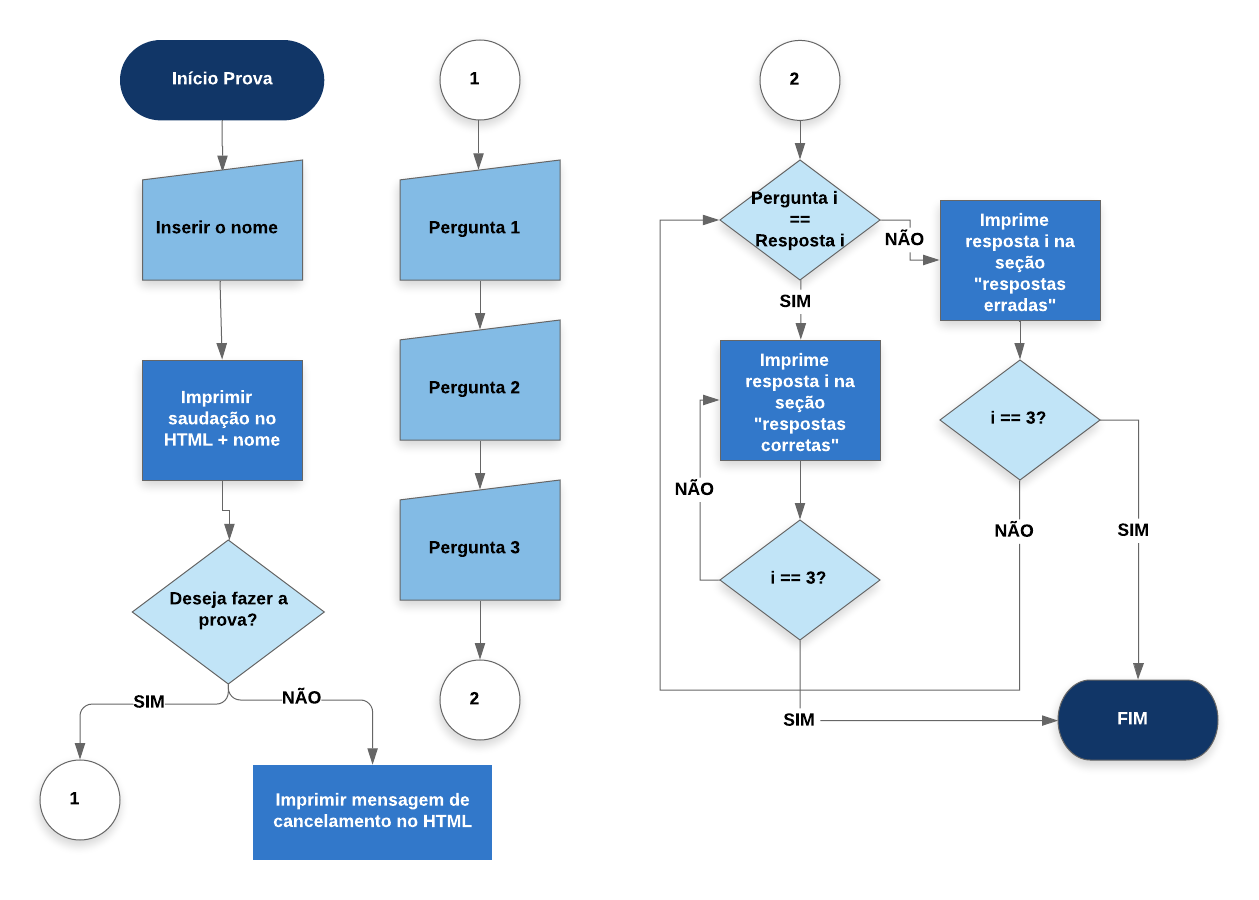 Início Prova
Inserir o nome
Imprimir
saudação no
HTML + nome
Deseja fazer a
prova?
SIM
NÃO
1
Imprimir mensagem de
cancelamento no HTML
1
Pergunta 1
Pergunta 2
Pergunta 3
2
2
Pergunta i
==
Resposta i
NÃO
SIM
Imprime
resposta i na
seção
"respostas
erradas"
Imprime
resposta i na
seção
"respostas
corretas"
i == 3?
NÃO
NÃO
SIM
i == 3?
SIM
FIM